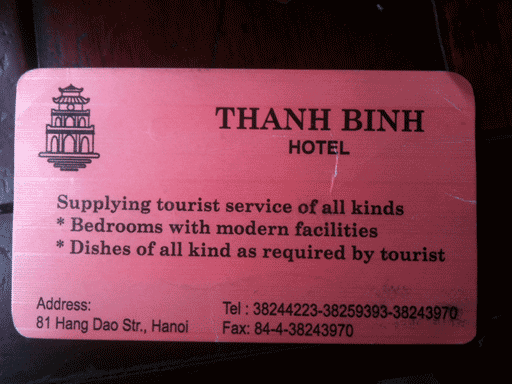 THANH BINH
HOTEL
Supplying tourist service of all kinds
* Bedrooms with modern facilities
* Dishes of all kind as required by tourist
Address:
81 Hang Dao Str., Hanoi
Tel : 38244223-38259393-38243970
Fax: 84-4-38243970